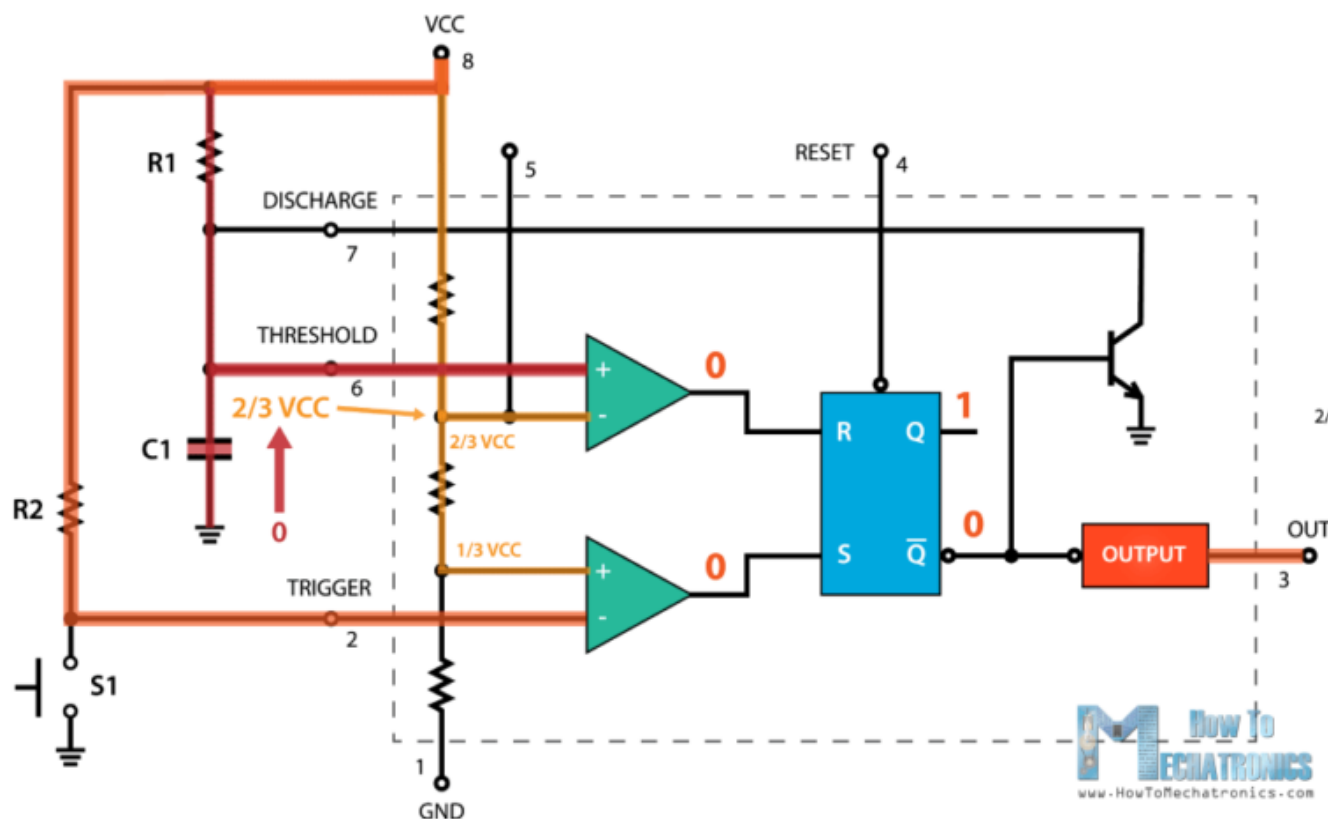 VCC
8
R1
5
RESET
4
DISCHARGE
7
THRESHOLD
6
+
-
0
2/3 VCC
2/3 VCC
C1
0
R
Q
1
2/
R2
1/3 VCC
+
-
0
S
Q̅
0
OUTPUT
OUT
3
TRIGGER
2
S1
1
GND
How To
MECHATRONICS
www.HowToMechatronics.com